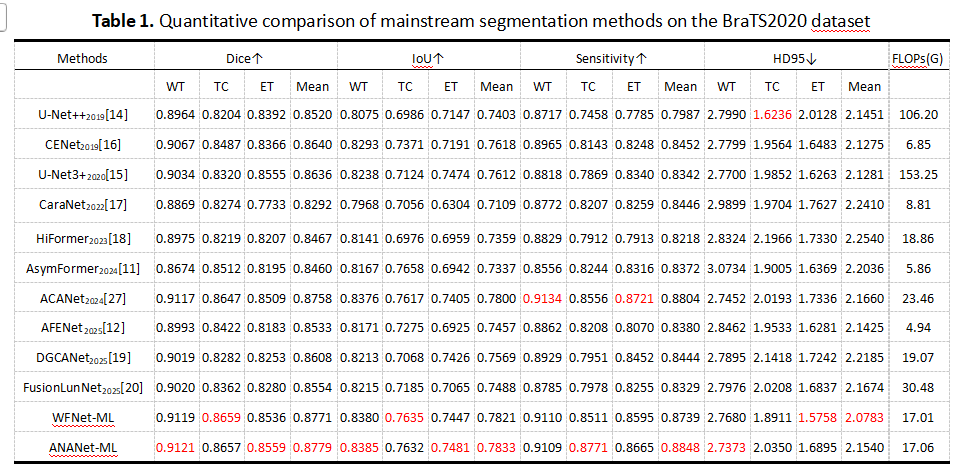 Table 1. Quantitative comparison of mainstream segmentation methods on the BraTS2020 dataset
Methods Dice↑ IoU↑ Sensitivity↑ HD95↓ FLOPs(G)
WT TC ET Mean WT TC ET Mean WT TC ET Mean WT TC ET Mean
U-Net++2019[14] 0.8964 0.8204 0.8392 0.8520 0.8075 0.6986 0.7147 0.7403 0.8717 0.7458 0.7785 0.7987 2.7990 1.6236 2.0128 2.1451 106.20
CENet2019[16] 0.9067 0.8487 0.8366 0.8640 0.8293 0.7371 0.7191 0.7618 0.8965 0.8143 0.8248 0.8452 2.7799 1.9564 1.6483 2.1275 6.85
U-Net3+2020[15] 0.9034 0.8320 0.8555 0.8636 0.8238 0.7124 0.7474 0.7612 0.8818 0.7869 0.8340 0.8342 2.7700 1.9852 1.6263 2.1281 153.25
CaraNet2022[17] 0.8869 0.8274 0.7733 0.8292 0.7968 0.7056 0.6304 0.7109 0.8772 0.8207 0.8259 0.8446 2.9899 1.9704 1.7627 2.2410 8.81
HiFormer2023[18] 0.8975 0.8219 0.8207 0.8467 0.8141 0.6976 0.6959 0.7359 0.8829 0.7912 0.7913 0.8218 2.8324 2.1966 1.7330 2.2540 18.86
AsymFormer2024[11] 0.8674 0.8512 0.8195 0.8460 0.8167 0.7658 0.6942 0.7337 0.8556 0.8244 0.8316 0.8372 3.0734 1.9005 1.6369 2.2036 5.86
ACANet2024[27] 0.9117 0.8647 0.8509 0.8758 0.8376 0.7617 0.7405 0.7800 0.9134 0.8556 0.8721 0.8804 2.7452 2.0193 1.7336 2.1660 23.46
AFENet2025[12] 0.8993 0.8422 0.8183 0.8533 0.8171 0.7275 0.6925 0.7457 0.8862 0.8208 0.8070 0.8380 2.8462 1.9533 1.6281 2.1425 4.94
DGCANet2025[19] 0.9019 0.8282 0.8253 0.8608 0.8213 0.7068 0.7426 0.7569 0.8929 0.7951 0.8452 0.8444 2.7895 2.1418 1.7242 2.2185 19.07
FusionLunNet2025[20] 0.9020 0.8362 0.8280 0.8554 0.8215 0.7185 0.7065 0.7488 0.8785 0.7978 0.8255 0.8329 2.7976 2.0208 1.6837 2.1674 30.48
WFNet-ML 0.9119 0.8659 0.8536 0.8771 0.8380 0.7635 0.7447 0.7821 0.9110 0.8511 0.8595 0.8739 2.7680 1.8911 1.5758 2.0783 17.01
ANANet-ML 0.9121 0.8657 0.8559 0.8779 0.8385 0.7632 0.7481 0.7833 0.9109 0.8771 0.8665 0.8848 2.7373 2.0350 1.6895 2.1540 17.06